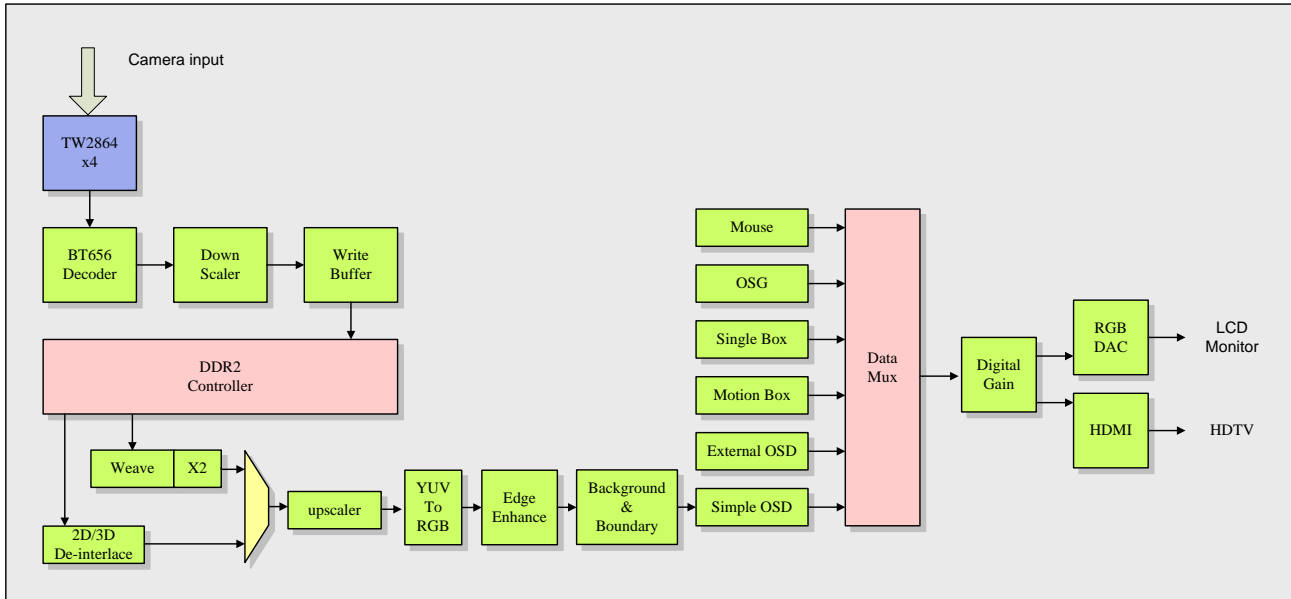 Camera input
TW2864
x4
BT656
Decoder
Down
Scaler
Write
Buffer
DDR2
Controller
Weave
X2
2D/3D
De-interlace
upscaler
YUV
To
RGB
Edge
Enhance
Background
&
Boundary
Mouse
OSG
Single Box
Motion Box
External OSD
Simple OSD
Data
Mux
Digital
Gain
RGB
DAC
HDMI
LCD
Monitor
HDTV